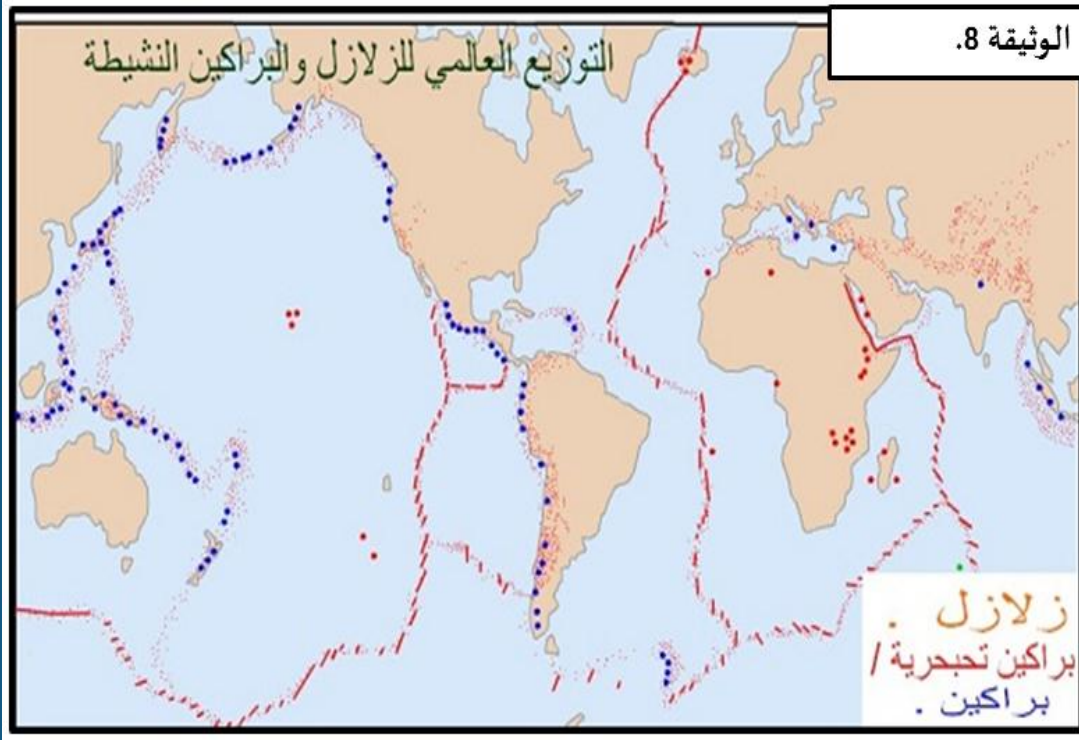 الوثيقة 8.
التوزيع العالمي للزلازل والبراكين النشيطة
زلازل .
براكين تحبحرية /
براكين .